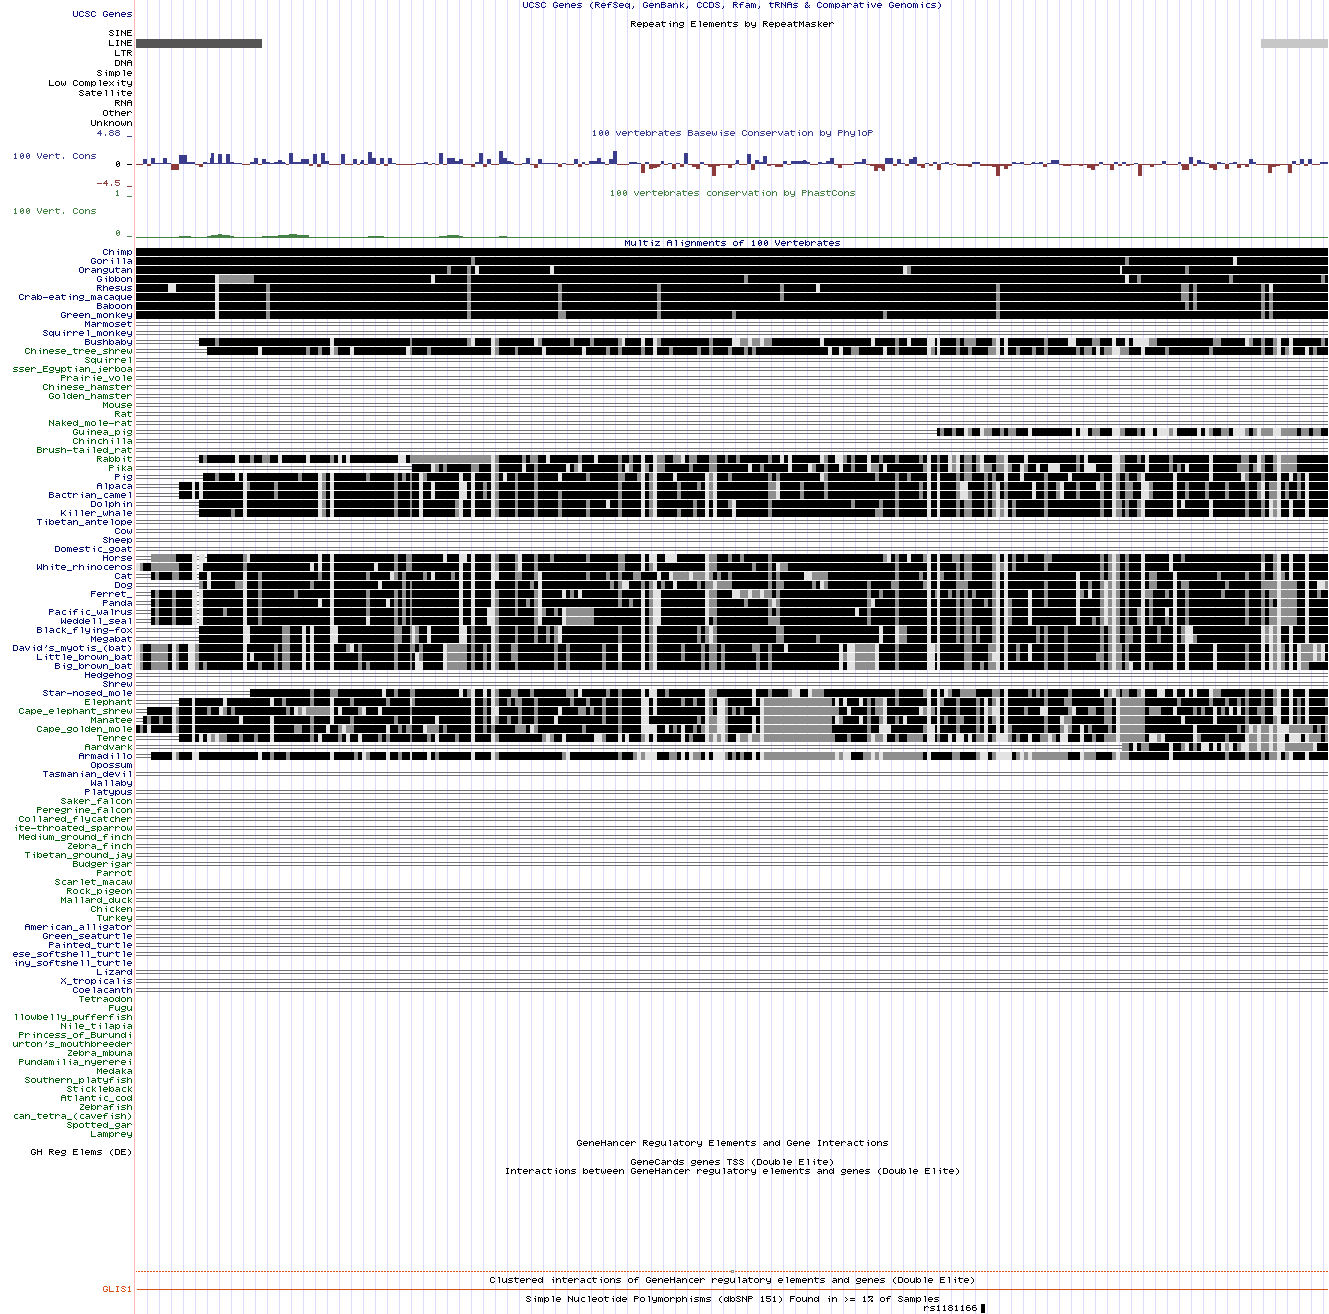 UCSC Genes (RefSeq, GenBank, CCDS, Rfam, tRNAs & Comparative Genomics)
UCSC Genes
Repeating Elements by RepeatMasker
SINE
LINE
LTR
DNA
Simple
Low Complexity
Satellite
RNA
Other
Unknown
4.88 _
100 vertebrates Basewise Conservation by PhyloP
100 Vert. Cons
0 _
-4.5 _
1 _
100 vertebrates conservation by PhastCons
100 Vert. Cons
0 _
Multiz Alignments of 100 Vertebrates
Chimp
Gorilla
Orangutan
Gibbon
Rhesus
Crab-eating_macaque
Baboon
Green_monkey
Marmoset
Squirrel_monkey
Bushbaby
Chinese_tree_shrew
Squirrel
sser_Egyptian_jerboa
Prairie_vole
Chinese_hamster
Golden_hamster
Mouse
Rat
Naked_mole-rat
Guinea_pig
Chinchilla
Brush-tailed_rat
Rabbit
Pika
Pig
Alpaca
Bactrian_camel
Dolphin
Killer_whale
Tibetan_antelope
Cow
Sheep
Domestic_goat
Horse
White_rhinoceros
Cat
Dog
Ferret_
Panda
Pacific_walrus
Weddell_seal
Black_flying-fox
Megabat
David's_myotis_(bat)
Little_brown_bat
Big_brown_bat
Hedgehog
Shrew
Star-nosed_mole
Elephant
Cape_elephant_shrew
Manatee
Cape_golden_mole
Tenrec
Aardvark
Armadillo
Opossum
Tasmanian_devil
Wallaby
Platypus
Saker_falcon
Peregrine_falcon
Collared_flycatcher
ite-throated_sparrow
Medium_ground_finch
Zebra_finch
Tibetan_ground_jay
Budgerigar
Parrot
Scarlet_macaw
Rock_pigeon
Mallard_duck
Chicken
Turkey
American_alligator
Green_seaturtle
Painted_turtle
ese_softshell_turtle
iny_softshell_turtle
Lizard
X_tropicalis
Coelacanth
Tetraodon
Fugu
llowbelly_pufferfish
Nile_tilapia
Princess_of_Burundi
urton's_mouthbreeder
Zebra_mbuna
Pundamilia_nyererei
Medaka
Southern_platyfish
Stickleback
Atlantic_cod
Zebrafish
can_tetra_(cavefish)
Spotted_gar
Lamprey
GeneHancer Regulatory Elements and Gene Interactions
GH Reg Elems (DE)
GeneCards genes TSS (Double Elite)
Interactions between GeneHancer regulatory elements and genes (Double Elite)
Clustered interactions of GeneHancer regulatory elements and genes (Double Elite)
GLIS1
Simple Nucleotide Polymorphisms (dbSNP 151) Found in >= 1% of Samples
rs1181166